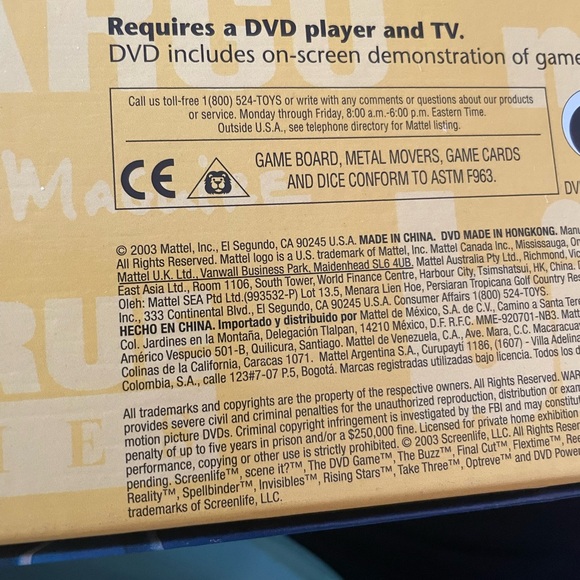 Requires a DVD player and TV.
DVD includes on-screen demonstration of game
Call us toll-free 1(800) 524-TOYS or write with any comments or questions about our products
or service. Monday through Friday, 8:00 a.m.-6:00 p.m. Eastern Time.
Outside U.S.A., see telephone directory for Mattel listing.
CE
GAME BOARD, METAL MOVERS, GAME CARDS
AND DICE CONFORM TO ASTM F963.
DV
© 2003 Mattel, Inc., El Segundo, CA 90245 U.S.A. MADE IN CHINA. DVD MADE IN HONGKONG. Manu
All Rights Reserved. Mattel logo is a U.S. trademark of Mattel, Inc. Mattel Canada Inc., Mississauga, On
Mattel U.K. Ltd., Vanwall Business Park, Maidenhead SL6 4UB. Mattel Australia Pty Ltd., Richmond, Vic
East Asia Ltd., Room 1106, South Tower, World Finance Centre, Harbour City, Tsimshatsui, HK, China.
Oleh: Mattel SEA Ptd Ltd.(993532-P) Lot 13.5, Menara Lien Hoe, Persiaran Tropicana Golf Country Res
Inc., 333 Continental Blvd., El Segundo, CA 90245 U.S.A. Consumer Affairs 1(800) 524-TOYS.
HECHO EN CHINA. Importado y distribuido por Mattel de México, S.A. de C.V., Camino a Santa Ter
Col. Jardines en la Montaña, Delegación Tlalpan, 14210 México, D.F. R.F.C. MME-920701-NB3. Matt
Américo Vespucio 501-B, Quilicura, Santiago. Mattel de Venezuela, C.A., Ave. Mara, C.C. Macaracua
Colinas de la California, Caracas 1071. Mattel Argentina S.A., Curupaytí 1186, (1607) - Villa Adelina
Colombia, S.A., calle 123#7-07 P.5, Bogotá. Marcas registradas utilizadas bajo licencia. Todos los d
All trademarks and copyrights are the property of the respective owners. All Rights Reserved. WAR
provides severe civil and criminal penalties for the unauthorized reproduction, distribution or exam
motion picture DVDs. Criminal copyright infringement is investigated by the FBI and may constitut
penalty of up to five years in prison and/or a $250,000 fine. Licensed for private home exhibition
performance, copying or other use is strictly prohibited. © 2003 Screenlife, LLC. All Rights Reser
pending. Screenlife™, scene it?™, The DVD Game™, The Buzz™, Final Cut™, Flextime™, Ree
Reality™, Spellbinder™, Invisibles™, Rising Stars™, Take Three™, Optreve™ and DVD Power
trademarks of Screenlife, LLC.